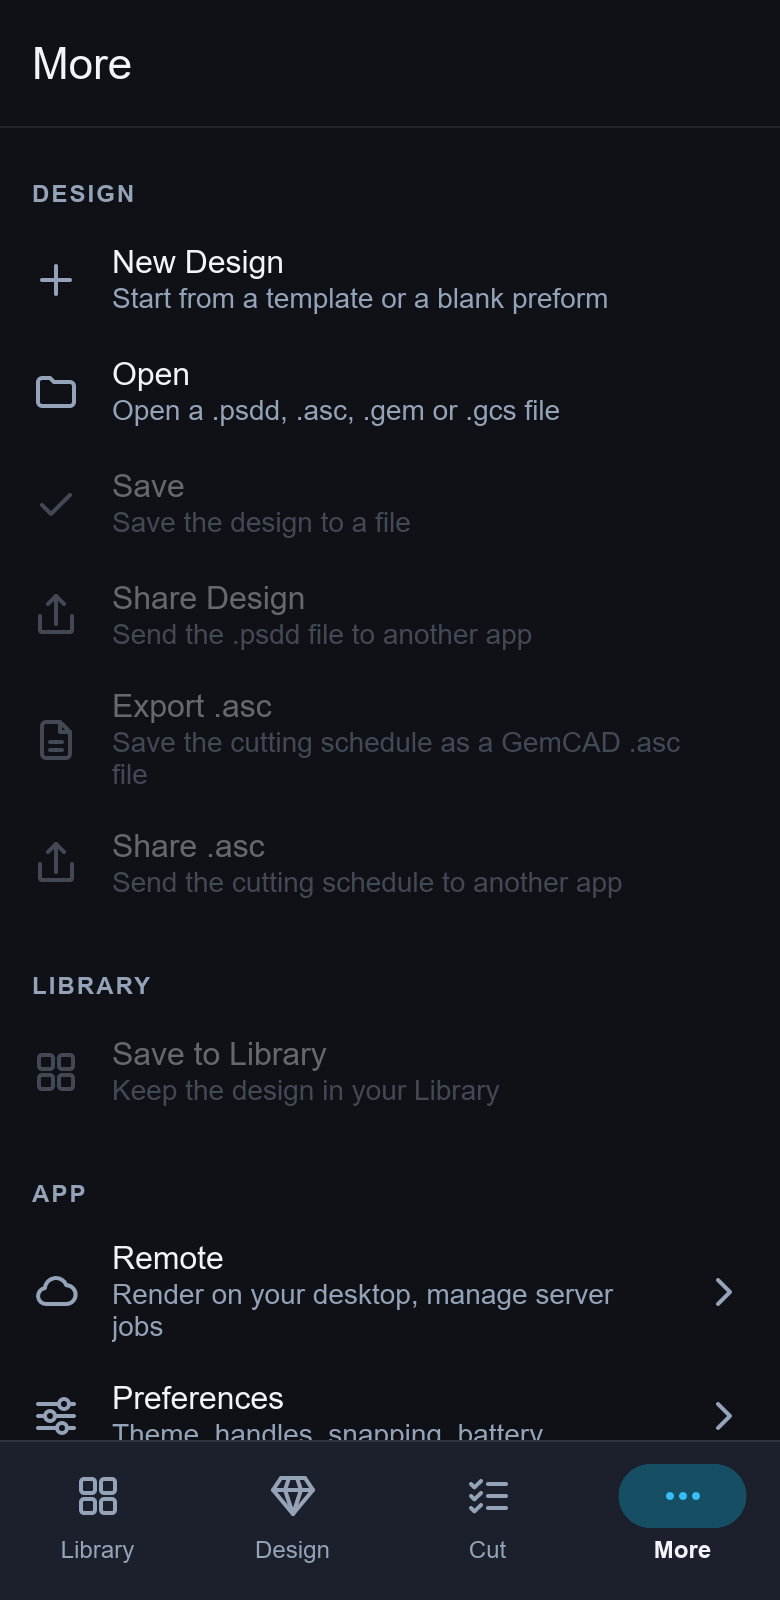 More
DESIGN
New Design
Start from a template or a blank preform
Open
Open a .psdd, .asc, .gem or .gcs file
Save
Save the design to a file
Share Design
Send the .psdd file to another app
Export .asc
Save the cutting schedule as a GemCAD .asc
file
Share .asc
Send the cutting schedule to another app
LIBRARY
Save to Library
Keep the design in your Library
APP
Remote
Render on your desktop, manage server
jobs
Preferences
Theme, handles, snapping, battery
Library
Design
Cut
More